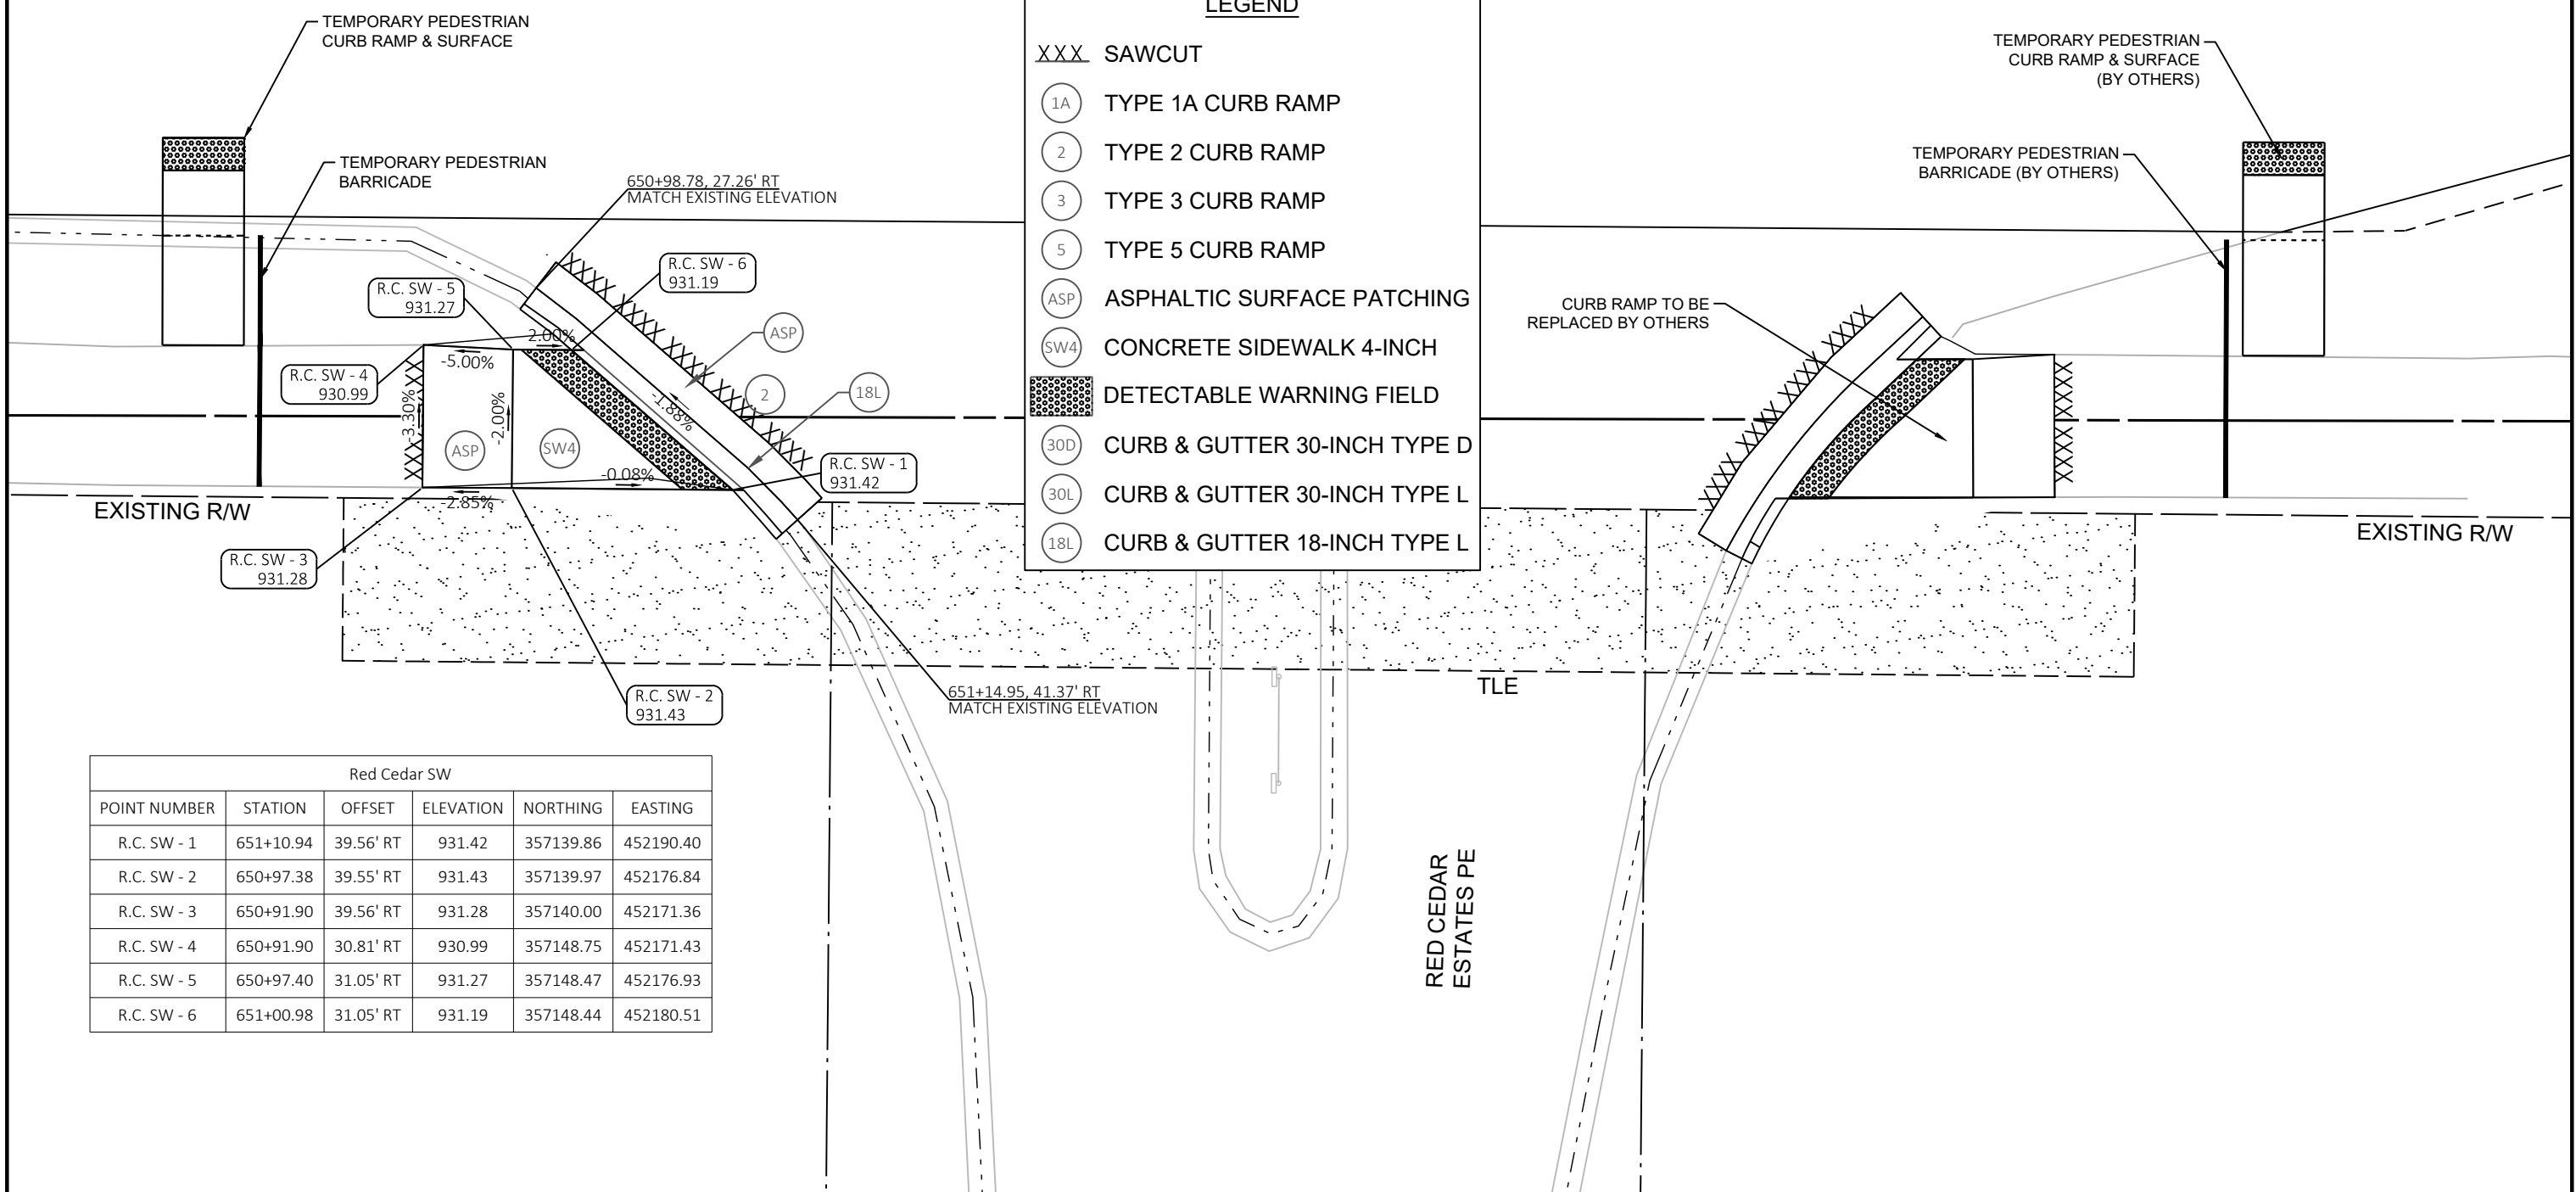 TEMPORARY PEDESTRIAN
CURB RAMP & SURFACE
TEMPORARY PEDESTRIAN
BARRICADE
650+98.78, 27.26' RT
MATCH EXISTING ELEVATION
R.C. SW - 6
931.19
R.C. SW - 5
931.27
2.00%
-5.00%
R.C. SW - 4
930.99
-3.30%
-2.00%
-1.88%
ASP
2
18L
ASP
SW4
-0.08%
-2.85%
R.C. SW - 1
931.42
EXISTING R/W
R.C. SW - 3
931.28
R.C. SW - 2
931.43
651+14.95, 41.37' RT
MATCH EXISTING ELEVATION
LEGEND
XXX SAWCUT
1A TYPE 1A CURB RAMP
2 TYPE 2 CURB RAMP
3 TYPE 3 CURB RAMP
5 TYPE 5 CURB RAMP
ASP ASPHALTIC SURFACE PATCHING
SW4 CONCRETE SIDEWALK 4-INCH
DETECTABLE WARNING FIELD
30D CURB & GUTTER 30-INCH TYPE D
30L CURB & GUTTER 30-INCH TYPE L
18L CURB & GUTTER 18-INCH TYPE L
TEMPORARY PEDESTRIAN
CURB RAMP & SURFACE
(BY OTHERS)
TEMPORARY PEDESTRIAN
BARRICADE (BY OTHERS)
CURB RAMP TO BE
REPLACED BY OTHERS
EXISTING R/W
TLE
RED CEDAR
ESTATES PE
Red Cedar SW
POINT NUMBER STATION OFFSET ELEVATION NORTHING EASTING
R.C. SW - 1 651+10.94 39.56' RT 931.42 357139.86 452190.40
R.C. SW - 2 650+97.38 39.55' RT 931.43 357139.97 452176.84
R.C. SW - 3 650+91.90 39.56' RT 931.28 357140.00 452171.36
R.C. SW - 4 650+91.90 30.81' RT 930.99 357148.75 452171.43
R.C. SW - 5 650+97.40 31.05' RT 931.27 357148.47 452176.93
R.C. SW - 6 651+00.98 31.05' RT 931.19 357148.44 452180.51